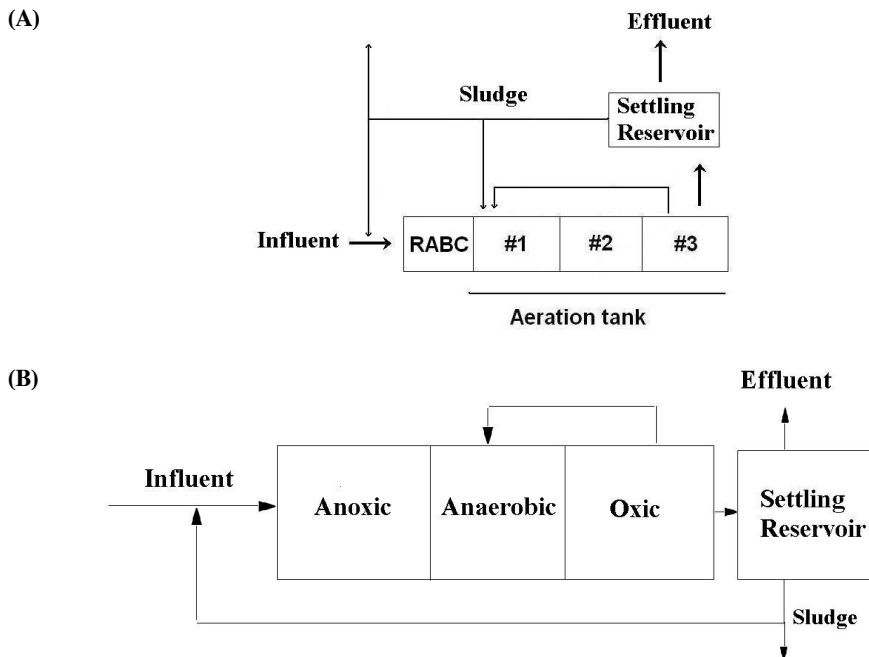 (A)
Effluent
Sludge
Settling
Reservoir
Influent
RABC
#1
#2
#3
Aeration tank
(B)
Effluent
Influent
Anoxic
Anaerobic
Oxic
Settling
Reservoir
Sludge